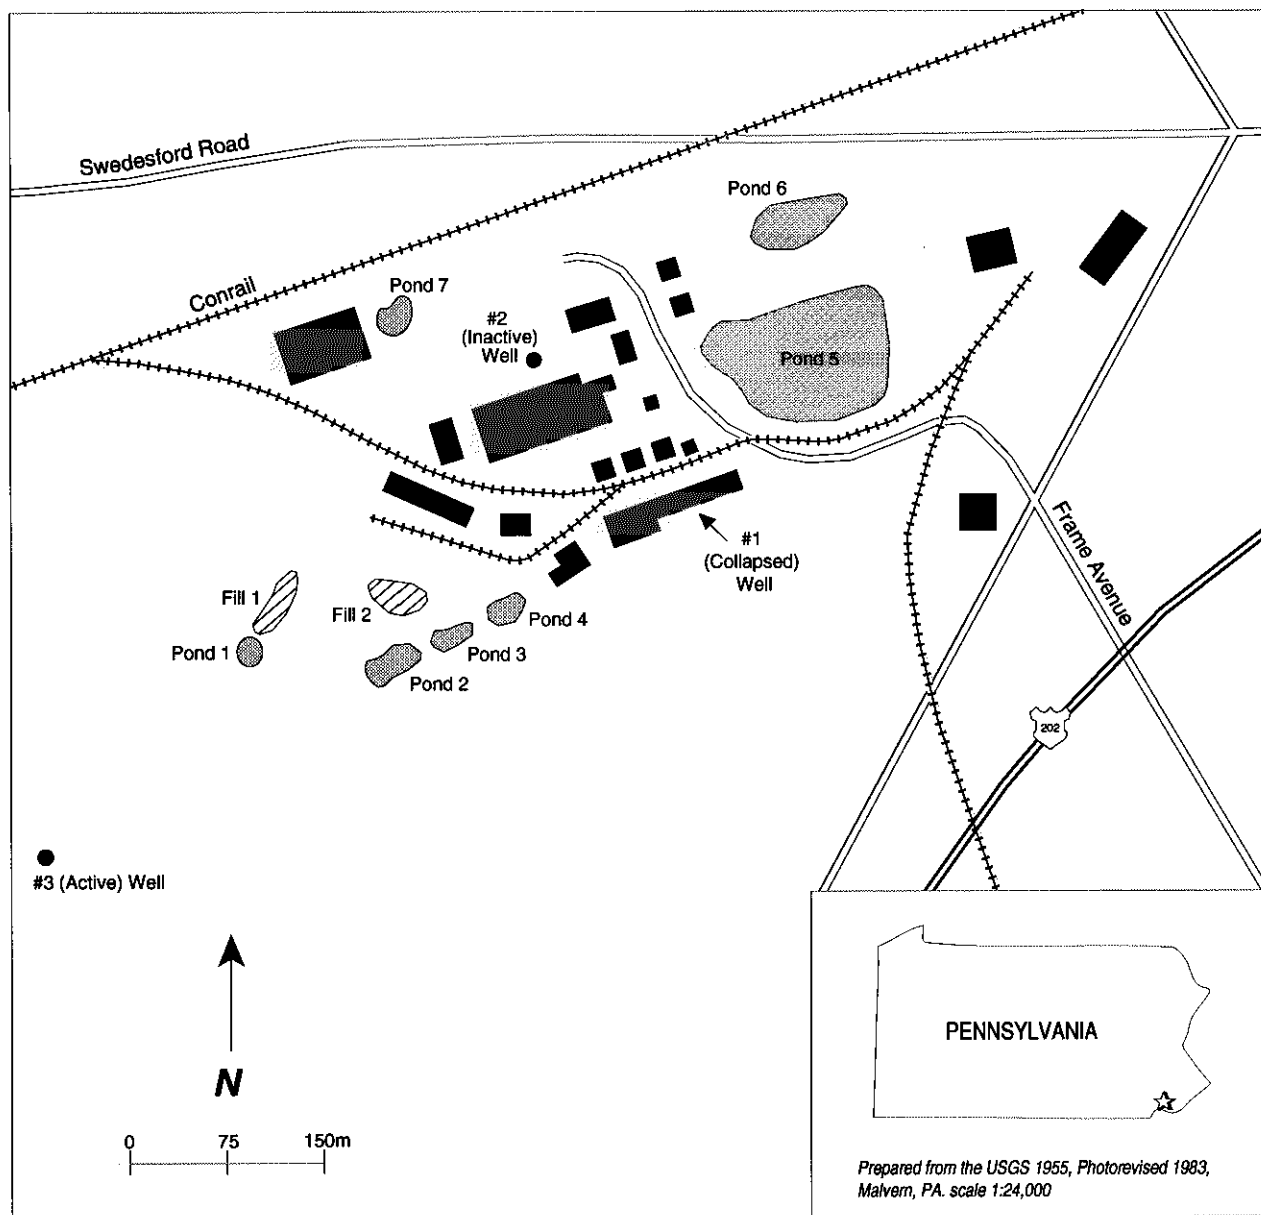 Swedesford Road
Pond 6
Conrail
Pond 7
#2
(Inactive)
Well
Pond 5
#1
(Collapsed)
Well
Frame Avenue
Fill 1
Fill 2
Pond 4
Pond 1
Pond 3
Pond 2
202
#3 (Active) Well
N
0 75 150m
PENNSYLVANIA
Prepared from the USGS 1955, Photorevised 1983,
Malvern, PA. scale 1:24,000